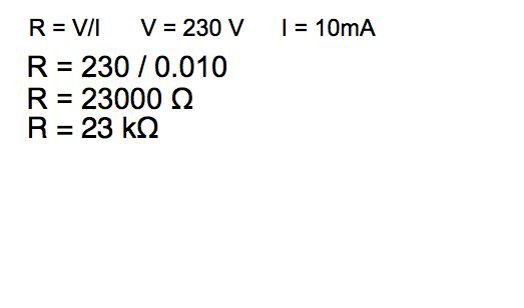 R = V/I V = 230 V I = 10mA
R = 230 / 0.010
R = 23000 Ω
R = 23 kΩ